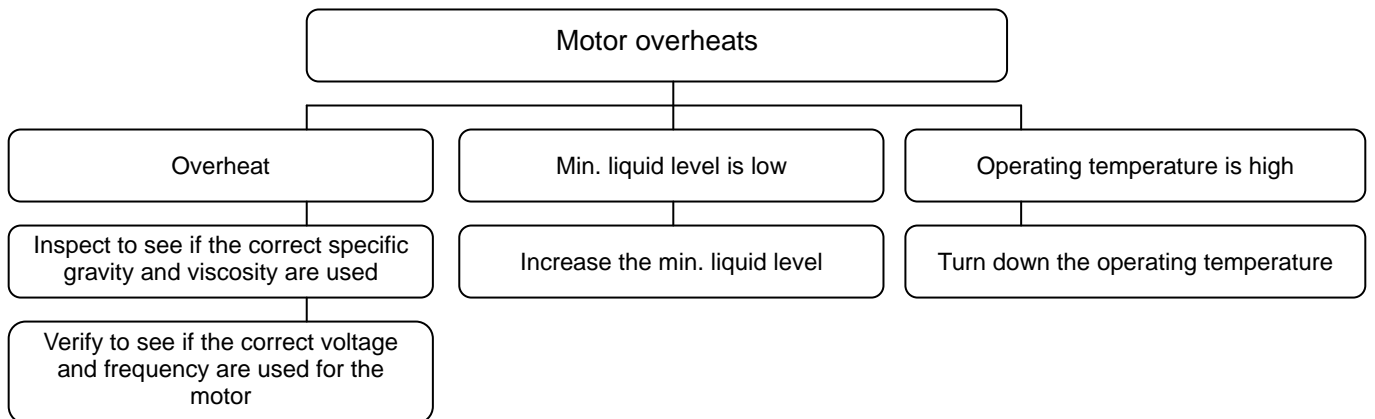 Motor overheats
Overheat
Min. liquid level is low
Operating temperature is high
Inspect to see if the correct specific
gravity and viscosity are used
Increase the min. liquid level
Turn down the operating temperature
Verify to see if the correct voltage
and frequency are used for the
motor